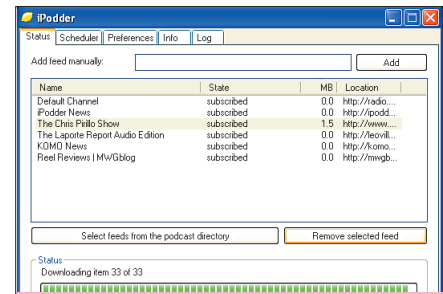 iPodder
Status Scheduler Preferences Info Log
Add feed manually: Add
Name State MB Location
Default Channel subscribed 0.0 http://radio....
iPodder News subscribed 0.0 http://ipodd...
The Chris Pirillo Show subscribed 1.5 http://www....
The Laporte Report Audio Edition subscribed 0.0 http://leovill...
KOMO News subscribed 0.0 http://komo...
Reel Reviews | MWGblog subscribed 0.0 http://mwgb...
Select feeds from the podcast directory Remove selected feed
Status
Downloading item 33 of 33